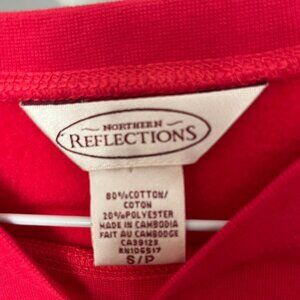 ~ NORTHERN ~
REFLECTIONS
80%COTTON/
COTON
20%POLYESTER
MADE IN CAMBODIA
FAIT AU CAMBODGE
CA39123
RN106517
S/P